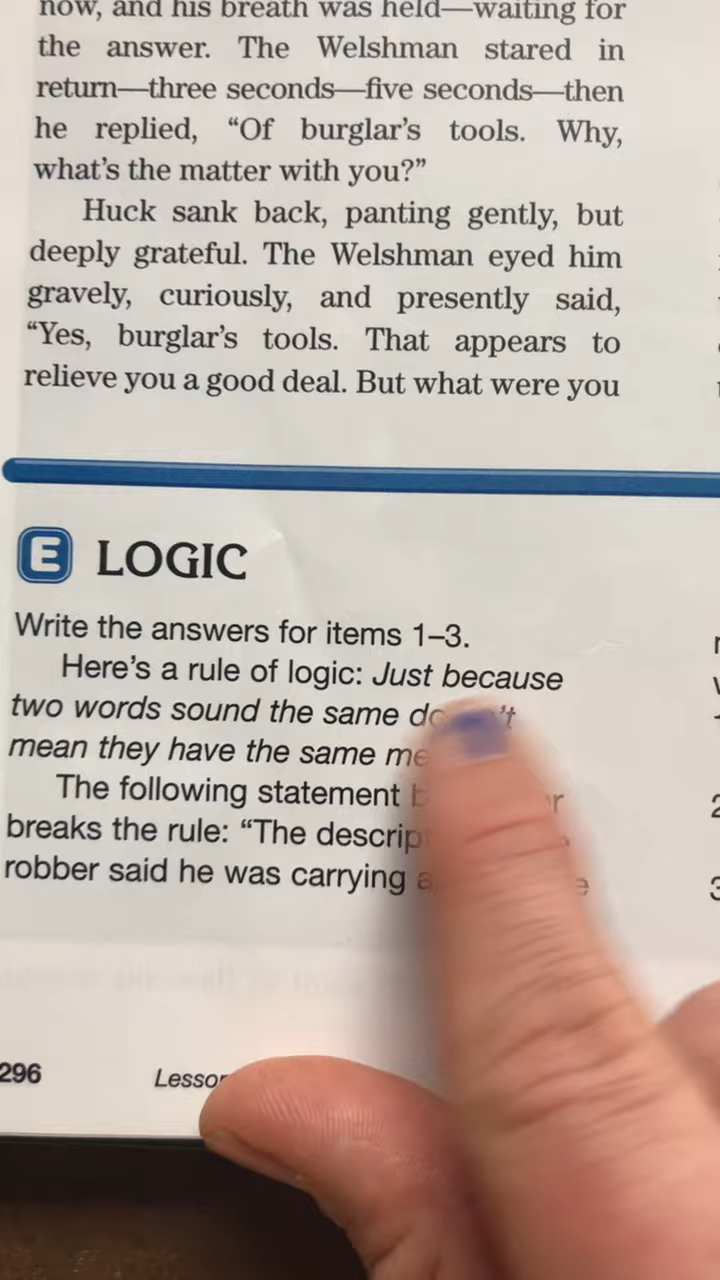 now, and his breath was held—waiting for
the answer. The Welshman stared in
return—three seconds—five seconds—then
he replied, “Of burglar’s tools. Why,
what’s the matter with you?”
Huck sank back, panting gently, but
deeply grateful. The Welshman eyed him
gravely, curiously, and presently said,
“Yes, burglar’s tools. That appears to
relieve you a good deal. But what were you
E LOGIC
Write the answers for items 1–3.
Here’s a rule of logic: Just because
two words sound the same
mean they have the same
The following statement
breaks the rule: “The
robber said he was carrying
2
3
296